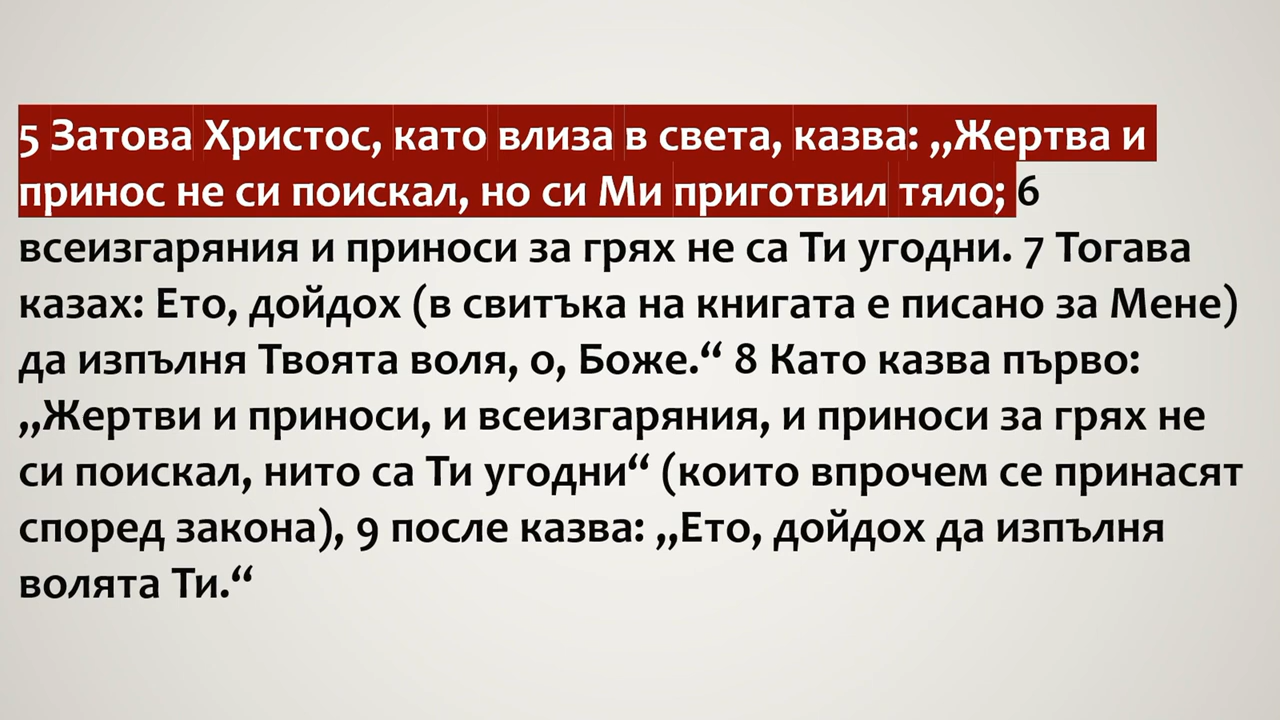 5 Затова Христос, като влиза в света, казва: ,,Жертва и
принос не си поискал, но си Ми приготвил тяло; 6
всеизгаряния и приноси за грях не са Ти угодни. 7 Тогава
казах: Ето, дойдох (в свитъка на книгата е писано за Мене)
да изпълня Твоята воля, о, Боже.“ 8 Като казва първо:
,,Жертви и приноси, и всеизгаряния, и приноси за грях не
си поискал, нито са Ти угодни“ (които впрочем се принасят
според закона), 9 после казва: ,,Ето, дойдох да изпълня
волята Ти.“